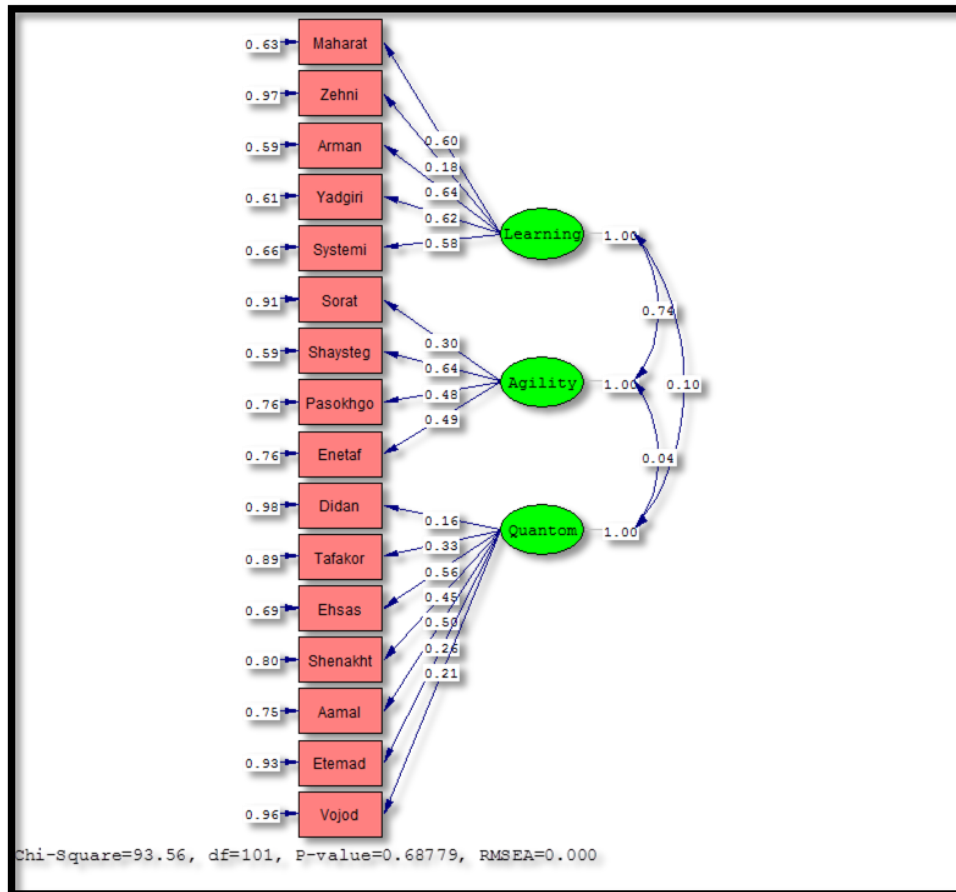 0.63 Maharat
0.97 Zehni
0.59 Arman
0.60
0.18
0.64
0.61 Yadgiri
0.62
0.66 Systemi
0.58
Learning 1.00
0.91 Sorat
0.74
0.30
0.59 Shaysteg
0.64
Agility 1.00
0.10
0.76 Pasokhgo
0.48
0.49
0.76 Enetaf
0.04
0.98 Didan
0.16
Quantom 1.00
0.89 Tafakor
0.33
0.56
0.69 Ehsas
0.45
0.50
0.80 Shenakht
0.26
0.21
0.75 Aamal
0.93 Etemad
0.96 Vojod
Chi-Square=93.56, df=101, P-value=0.68779, RMSEA=0.000